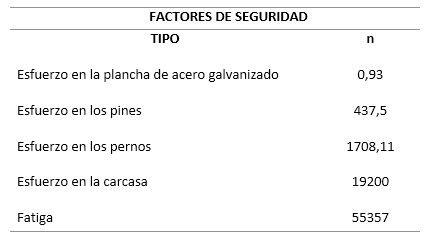 FACTORES DE SEGURIDAD
TIPO n
Esfuerzo en la plancha de acero galvanizado 0,93
Esfuerzo en los pines 437,5
Esfuerzo en los pernos 1708,11
Esfuerzo en la carcasa 19200
Fatiga 55357